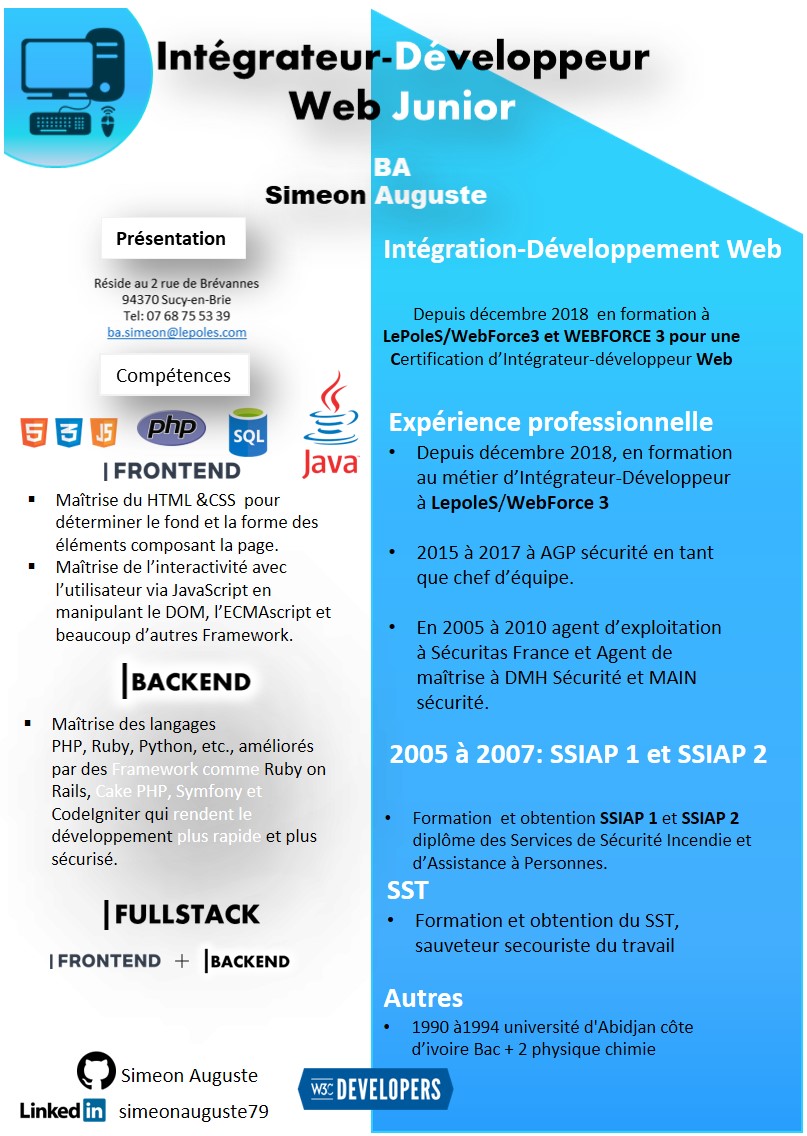 Intégrateur-Développeur
Web Junior
BA
Simeon Auguste
Présentation
Réside au 2 rue de Brévannes
94370 Sucy-en-Brie
Tel: 07 68 75 53 39
ba.simeon@lepoles.com
Compétences
5 3 JS php SQL Java
| FRONTEND
▪ Maîtrise du HTML &CSS pour
déterminer le fond et la forme des
éléments composant la page.
▪ Maîtrise de l’interactivité avec
l’utilisateur via JavaScript en
manipulant le DOM, l’ECMAscript et
beaucoup d’autres Framework.
|BACKEND
▪ Maîtrise des langages
PHP, Ruby, Python, etc., améliorés
par des Framework comme Ruby on
Rails, Cake PHP, Symfony et
CodeIgniter qui rendent le
développement plus rapide et plus
sécurisé.
|FULLSTACK
| FRONTEND + |BACKEND
Simeon Auguste
Linked in simeonauguste79
Intégration-Développement Web
Depuis décembre 2018 en formation à
LePoleS/WebForce3 et WEBFORCE 3 pour une
Certification d’Intégrateur-développeur Web
Expérience professionnelle
• Depuis décembre 2018, en formation
au métier d’Intégrateur-Développeur
à LepoleS/WebForce 3
• 2015 à 2017 à AGP sécurité en tant
que chef d’équipe.
• En 2005 à 2010 agent d’exploitation
à Sécuritas France et Agent de
maîtrise à DMH Sécurité et MAIN
sécurité.
2005 à 2007: SSIAP 1 et SSIAP 2
• Formation et obtention SSIAP 1 et SSIAP 2
diplôme des Services de Sécurité Incendie et
d’Assistance à Personnes.
SST
• Formation et obtention du SST,
sauveteur secouriste du travail
Autres
• 1990 à1994 université d'Abidjan côte
d’ivoire Bac + 2 physique chimie
W3C DEVELOPERS